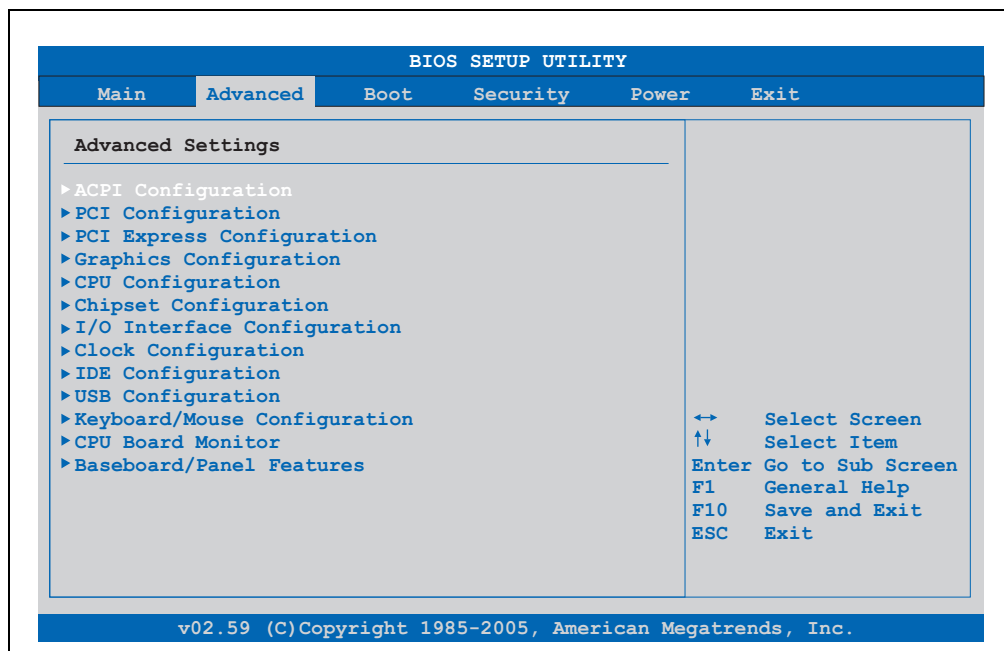 BIOS SETUP UTILITY
Main Advanced Boot Security Power Exit
Advanced Settings
ACPI Configuration
PCI Configuration
PCI Express Configuration
Graphics Configuration
CPU Configuration
Chipset Configuration
I/O Interface Configuration
Clock Configuration
IDE Configuration
USB Configuration
Keyboard/Mouse Configuration
CPU Board Monitor
Baseboard/Panel Features
↔ Select Screen
↑↓ Select Item
Enter Go to Sub Screen
F1 General Help
F10 Save and Exit
ESC Exit
v02.59 (C)Copyright 1985-2005, American Megatrends, Inc.